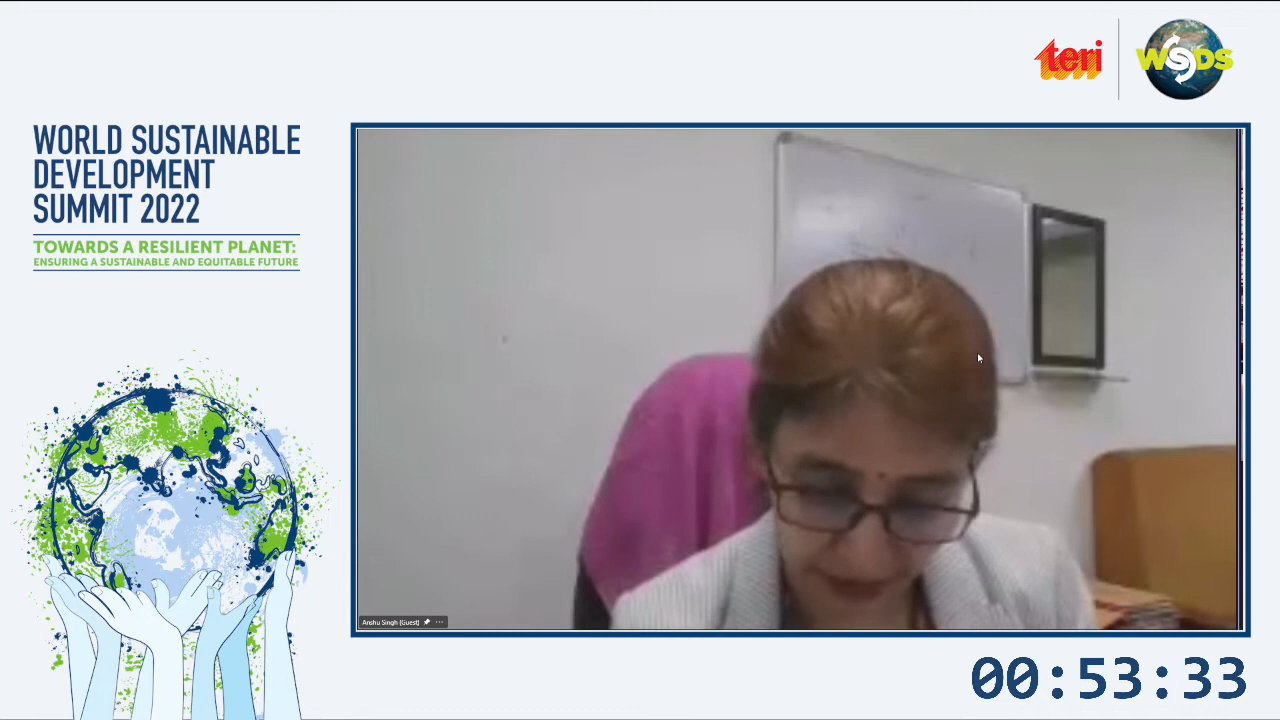 teri
WSDS
WORLD SUSTAINABLE
DEVELOPMENT
SUMMIT 2022
TOWARDS A RESILIENT PLANET:
ENSURING A SUSTAINABLE AND EQUITABLE FUTURE
Anshu Singh (Guest)
00:53:33